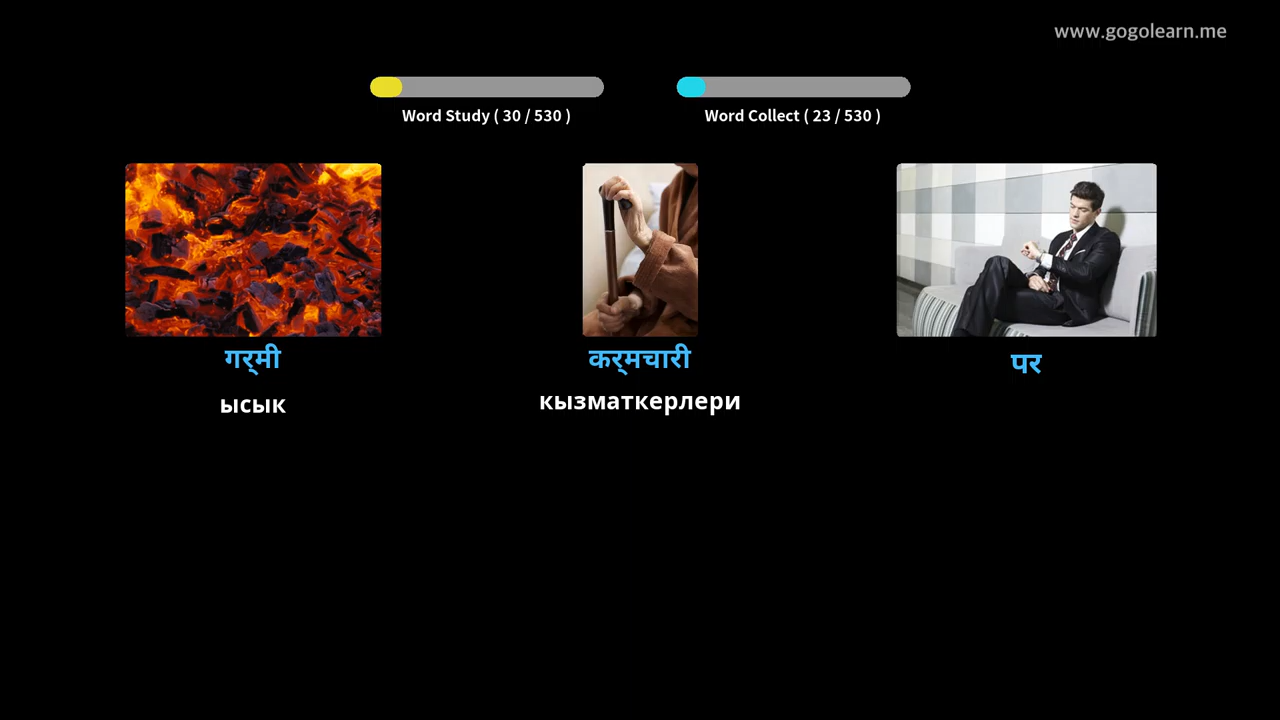 www.gogolearn.me
Word Study ( 30 / 530 )
Word Collect ( 23 / 530 )
गर्मी
कर्मचारी
पर
ысык
кызматкерлери